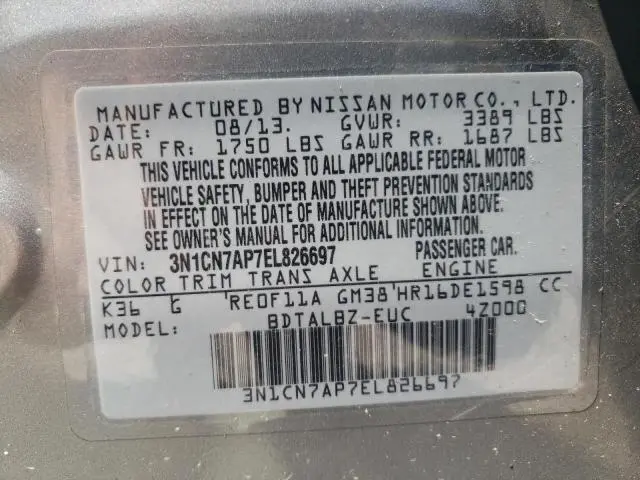 MANUFACTURED BY NISSAN MOTOR CO., LTD.
DATE: 08/13. GVWR: 3389 LBS
GAWR FR: 1750 LBS GAWR RR: 1687 LBS
THIS VEHICLE CONFORMS TO ALL APPLICABLE FEDERAL MOTOR
VEHICLE SAFETY, BUMPER AND THEFT PREVENTION STANDARDS
IN EFFECT ON THE DATE OF MANUFACTURE SHOWN ABOVE.
SEE OWNER'S MANUAL FOR ADDITIONAL INFORMATION.
VIN: 3N1CN7AP7EL826697 PASSENGER CAR.
COLOR TRIM TRANS AXLE ENGINE
K36 G 'RE0F11A GM38'HR16DE1598 CC
MODEL: BDTALBZ-EUC 4Z000
3N1CN7AP7EL826697